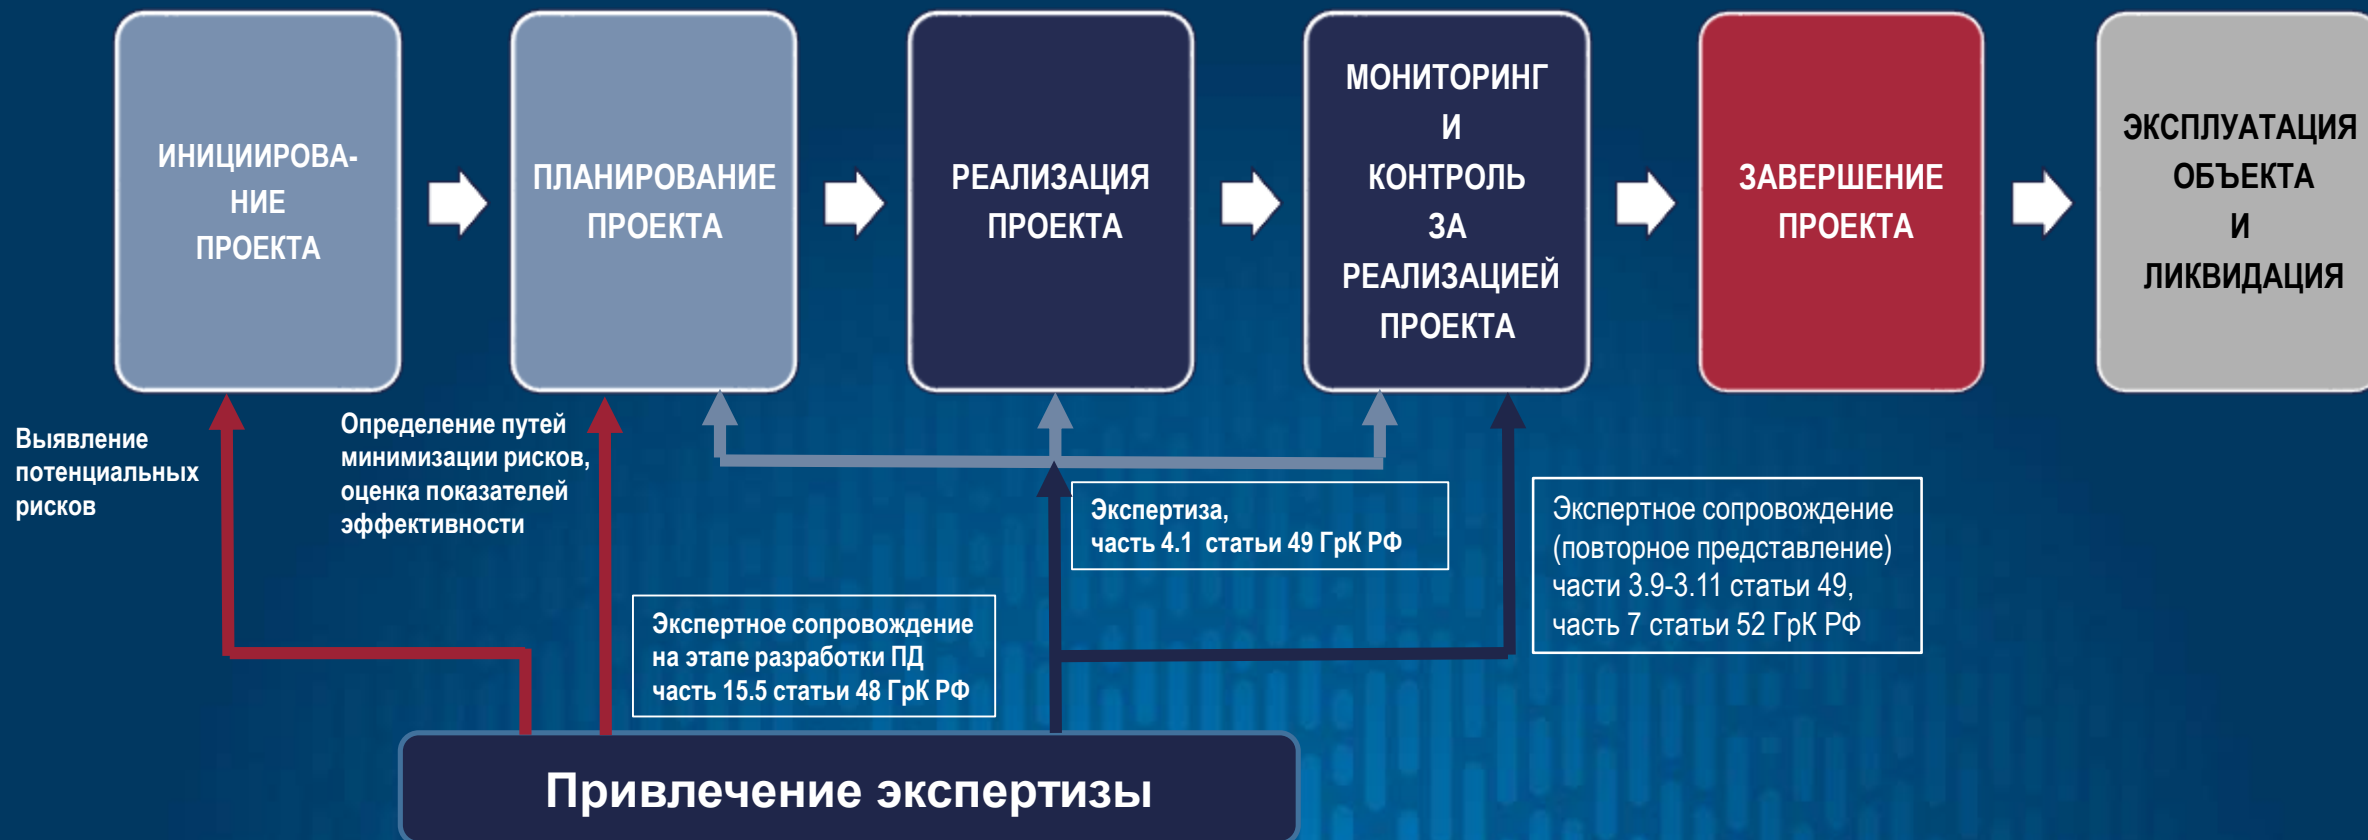 ИНИЦИИРОВА-
НИЕ
ПРОЕКТА
ПЛАНИРОВАНИЕ
ПРОЕКТА
РЕАЛИЗАЦИЯ
ПРОЕКТА
МОНИТОРИНГ
И
КОНТРОЛЬ
ЗА
РЕАЛИЗАЦИЕЙ
ПРОЕКТА
ЗАВЕРШЕНИЕ
ПРОЕКТА
ЭКСПЛУАТАЦИЯ
ОБЪЕКТА
И
ЛИКВИДАЦИЯ
Выявление
потенциальных
рисков
Определение путей
минимизации рисков,
оценка показателей
эффективности
Экспертиза,
часть 4.1 статьи 49 ГрК РФ
Экспертное сопровождение
(повторное представление)
части 3.9-3.11 статьи 49,
часть 7 статьи 52 ГрК РФ
Экспертное сопровождение
на этапе разработки ПД
часть 15.5 статьи 48 ГрК РФ
Привлечение экспертизы